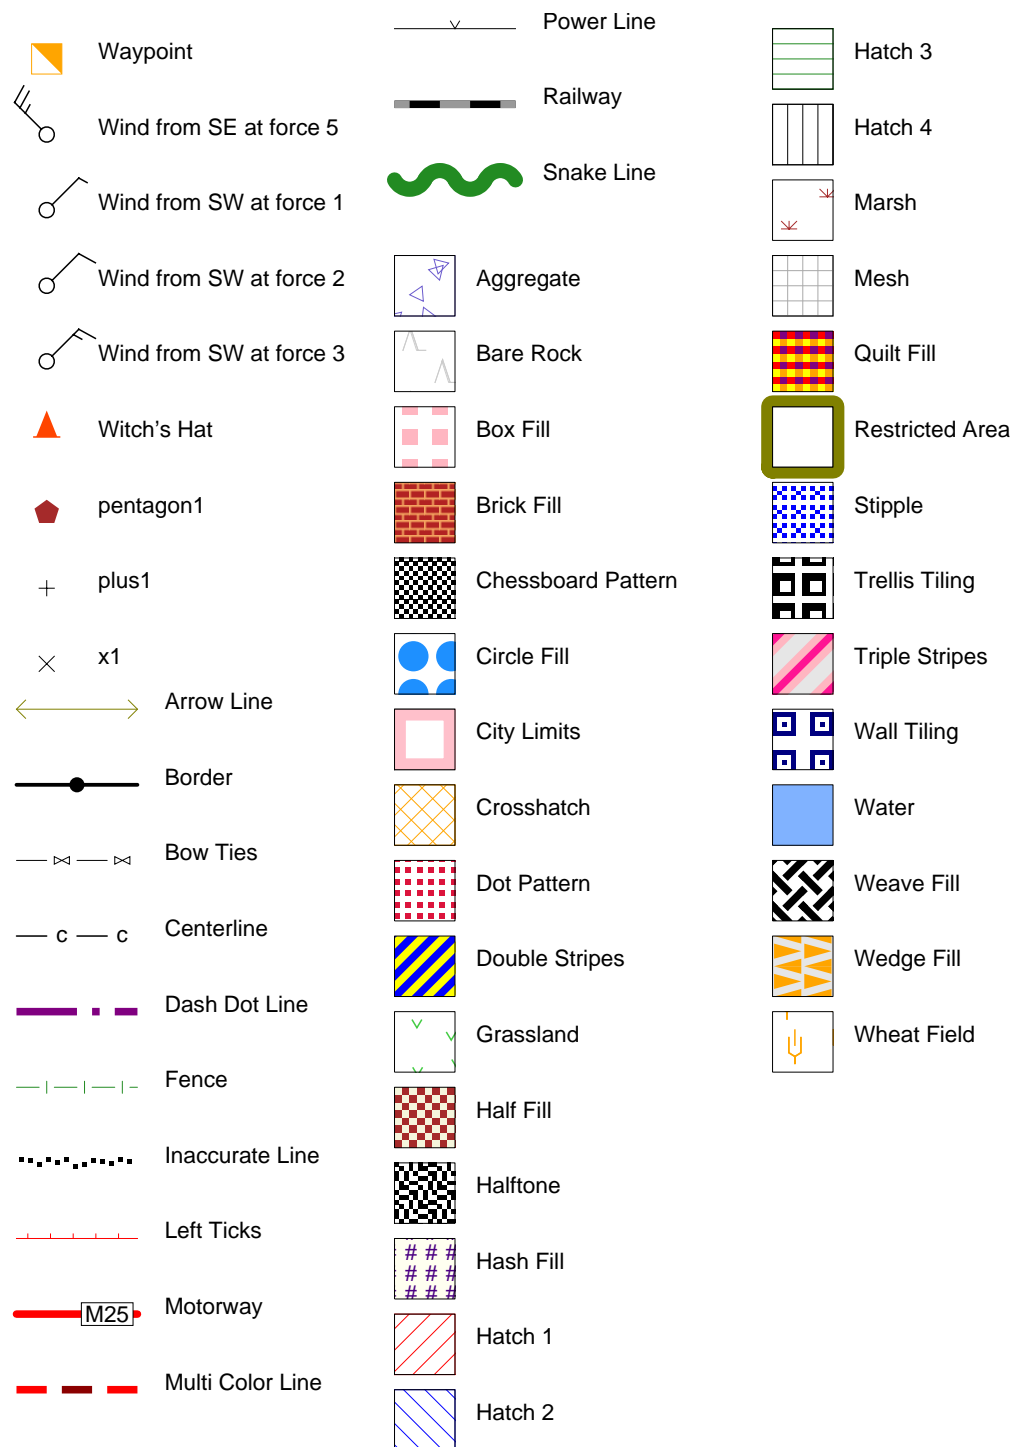 Waypoint
Wind from SE at force 5
Wind from SW at force 1
Wind from SW at force 2
Wind from SW at force 3
Witch's Hat
pentagon1
plus1
x1
Arrow Line
Border
Bow Ties
c c
Centerline
Dash Dot Line
Fence
Inaccurate Line
Left Ticks
M25
Motorway
Multi Color Line
Power Line
Railway
Snake Line
Aggregate
Bare Rock
Box Fill
Brick Fill
Chessboard Pattern
Circle Fill
City Limits
Crosshatch
Dot Pattern
Double Stripes
Grassland
Half Fill
Halftone
# # #
# # #
# # #
Hash Fill
Hatch 1
Hatch 2
Hatch 3
Hatch 4
Marsh
Mesh
Quilt Fill
Restricted Area
Stipple
Trellis Tiling
Triple Stripes
Wall Tiling
Water
Weave Fill
Wedge Fill
Wheat Field